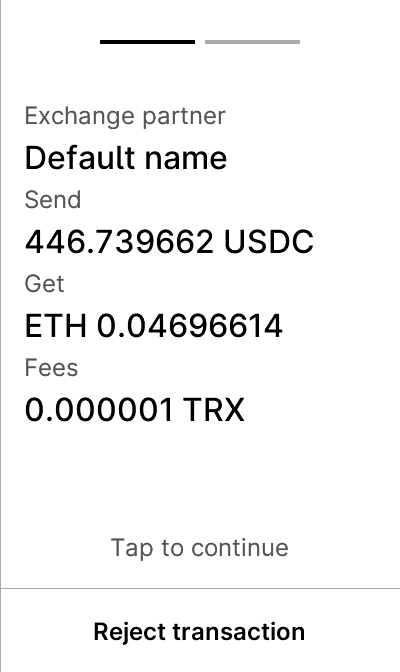 Exchange partner
Default name
Send
446.739662 USDC
Get
ETH 0.04696614
Fees
0.000001 TRX
Tap to continue
Reject transaction